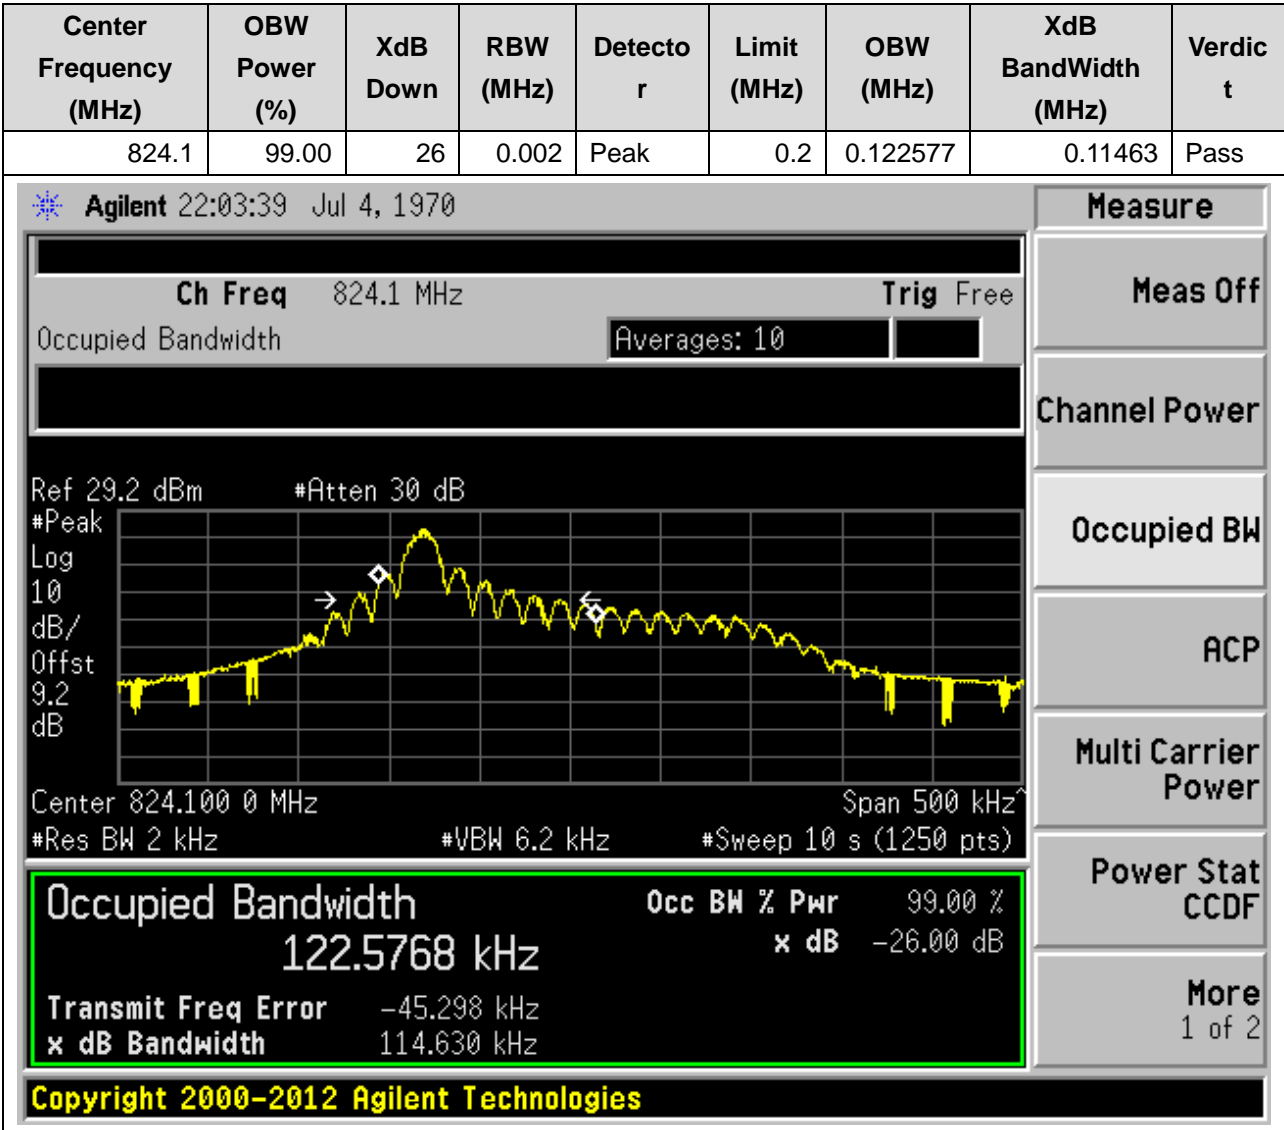 Center Frequency (MHz) OBW Power (%) XdB Down RBW (MHz) Detector Limit (MHz) OBW (MHz) XdB BandWidth (MHz) Verdict
824.1 99.00 26 0.002 Peak 0.2 0.122577 0.11463 Pass
Agilent 22:03:39 Jul 4, 1970
Measure
Ch Freq 824.1 MHz Trig Free
Meas Off
Occupied Bandwidth Averages: 10
Channel Power
Ref 29.2 dBm #Atten 30 dB
#Peak
Log
10
dB/
Offst
9.2
dB
Occupied BW
ACP
Multi Carrier
Power
Center 824.100 0 MHz Span 500 kHz^
#Res BW 2 kHz #VBW 6.2 kHz #Sweep 10 s (1250 pts)
Power Stat
CCDF
Occupied Bandwidth Occ BW % Pwr 99.00 %
122.5768 kHz x dB -26.00 dB
Transmit Freq Error -45.298 kHz
x dB Bandwidth 114.630 kHz
More
1 of 2
Copyright 2000-2012 Agilent Technologies